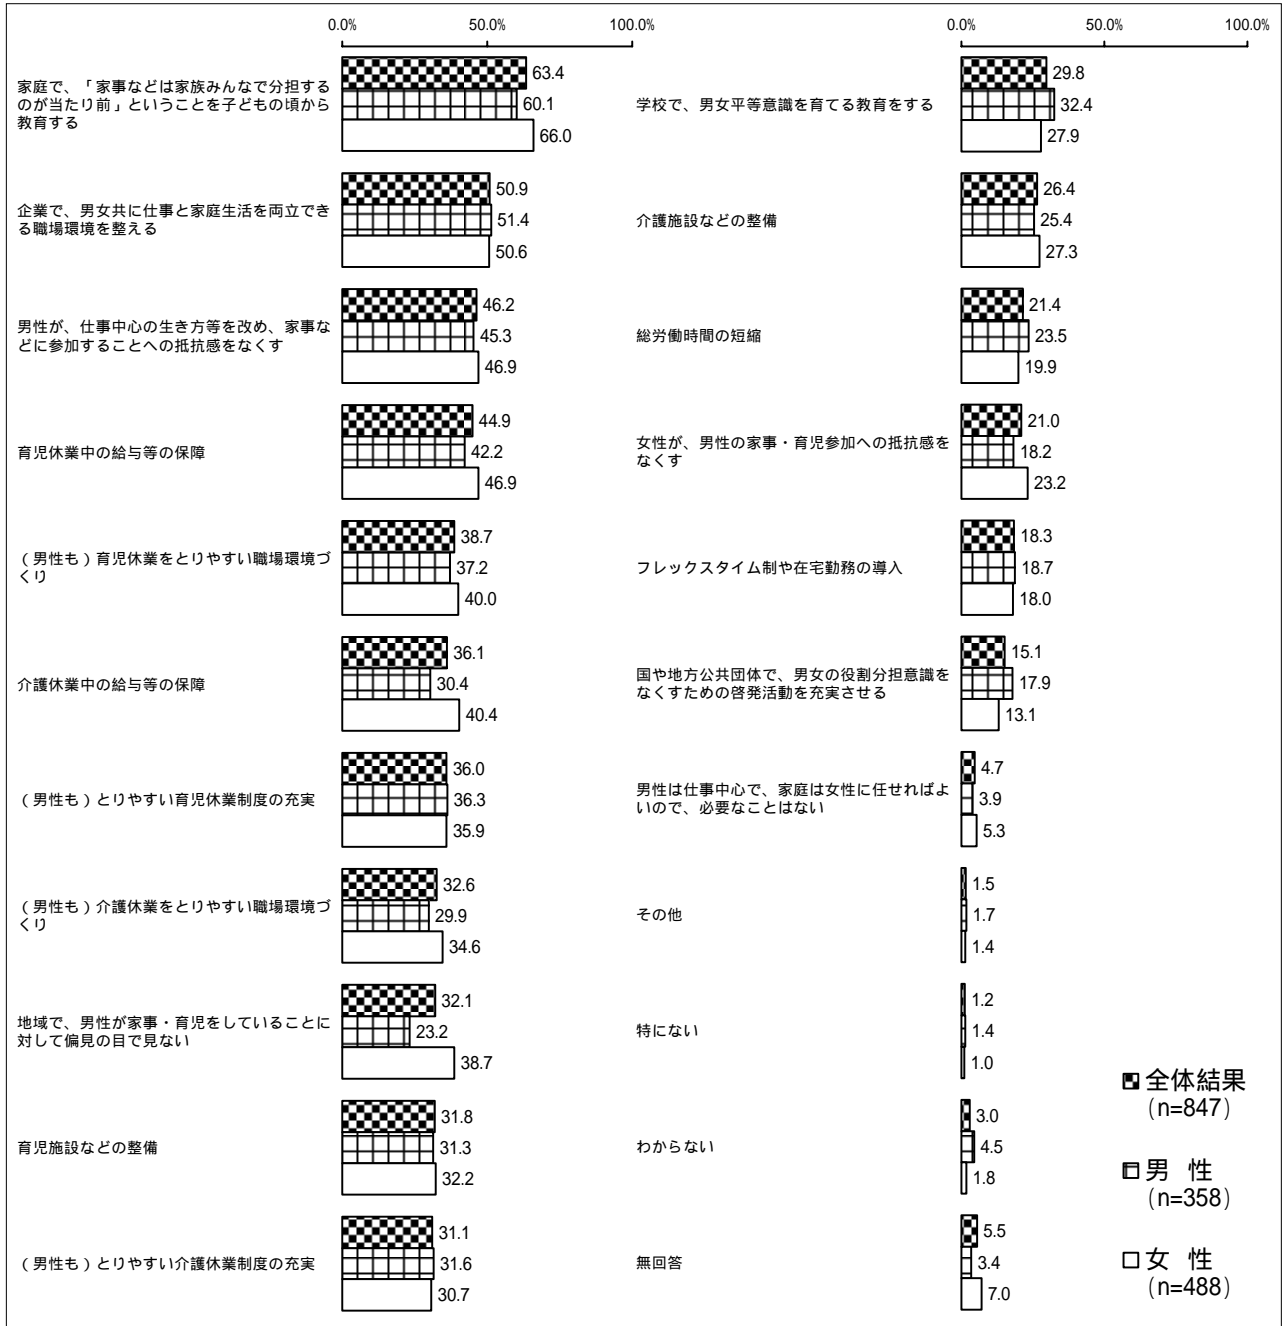 0.0%
50.0%
100.0%
家庭で、「家事などは家族みんなで分担する
のが当たり前」ということを子どもの頃から
教育する
63.4
60.1
66.0
企業で、男女共に仕事と家庭生活を両立でき
る職場環境を整える
50.9
51.4
50.6
男性が、仕事中心の生き方等を改め、家事な
どに参加することへの抵抗感をなくす
46.2
45.3
46.9
育児休業中の給与等の保障
44.9
42.2
46.9
（男性も）育児休業をとりやすい職場環境づ
くり
38.7
37.2
40.0
介護休業中の給与等の保障
36.1
30.4
40.4
（男性も）とりやすい育児休業制度の充実
36.0
36.3
35.9
（男性も）介護休業をとりやすい職場環境づ
くり
32.6
29.9
34.6
地域で、男性が家事・育児をしていることに
対して偏見の目で見ない
32.1
23.2
38.7
育児施設などの整備
31.8
31.3
32.2
（男性も）とりやすい介護休業制度の充実
31.1
31.6
30.7
0.0%
50.0%
100.0%
学校で、男女平等意識を育てる教育をする
29.8
32.4
27.9
介護施設などの整備
26.4
25.4
27.3
総労働時間の短縮
21.4
23.5
19.9
女性が、男性の家事・育児参加への抵抗感を
なくす
21.0
18.2
23.2
フレックスタイム制や在宅勤務の導入
18.3
18.7
18.0
国や地方公共団体で、男女の役割分担意識を
なくすための啓発活動を充実させる
15.1
17.9
13.1
男性は仕事中心で、家庭は女性に任せればよ
いので、必要なことはない
4.7
3.9
5.3
その他
1.5
1.7
1.4
特にない
1.2
1.4
1.0
わからない
3.0
4.5
1.8
無回答
5.5
3.4
7.0
全体結果
(n=847)
男 性
(n=358)
女 性
(n=488)